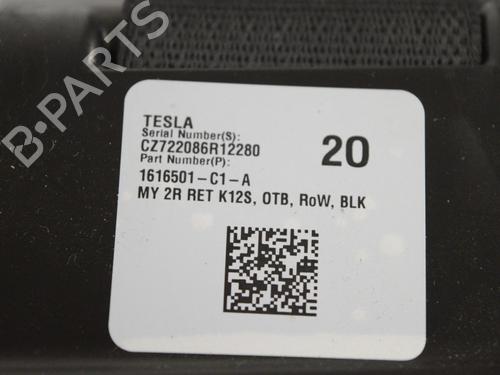 B-PARTS
TESLA
Serial Number(S):
CZ722086R12280
20
Part Number(P):
1616501-C1-A
MY 2R RET K12S, OTB, RoW, BLK